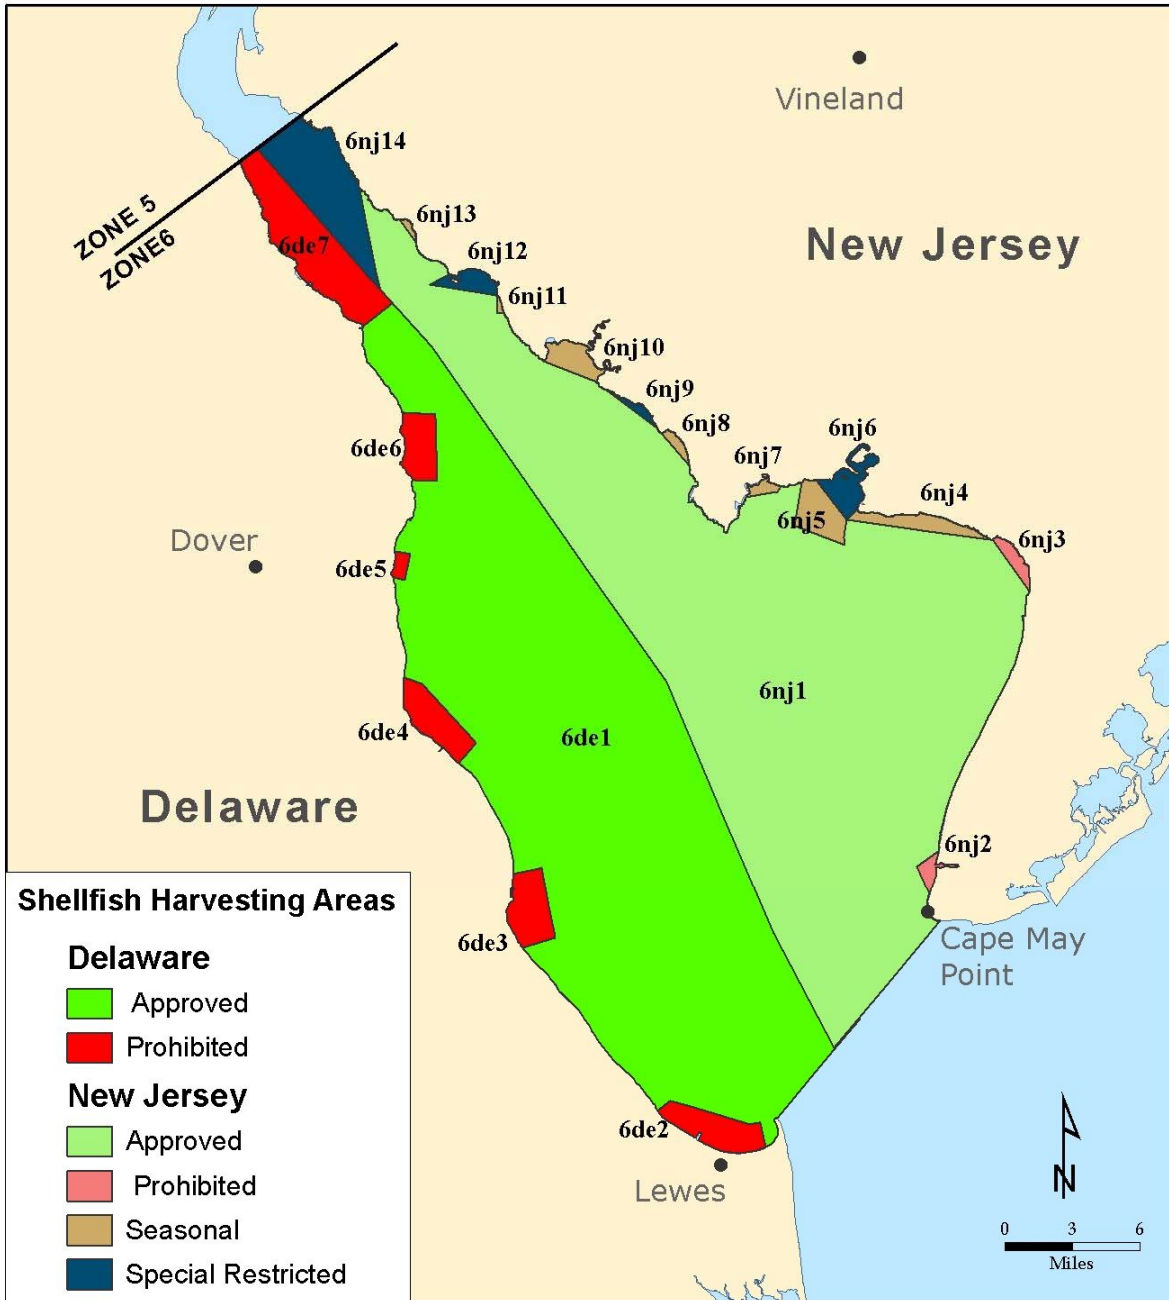 Vineland
6nj14
ZONE 5
ZONE6
6nj13
6de7
6nj12
New Jersey
6nj11
6nj10
6nj9
6nj8
6de6
6nj7
6nj6
6nj5
6nj4
6nj3
Dover
6de5
6nj1
6de4
6de1
Delaware
6nj2
Cape May
Point
6de3
6de2
Lewes
Shellfish Harvesting Areas
Delaware
Approved
Prohibited
New Jersey
Approved
Prohibited
Seasonal
Special Restricted
N
0 3 6
Miles